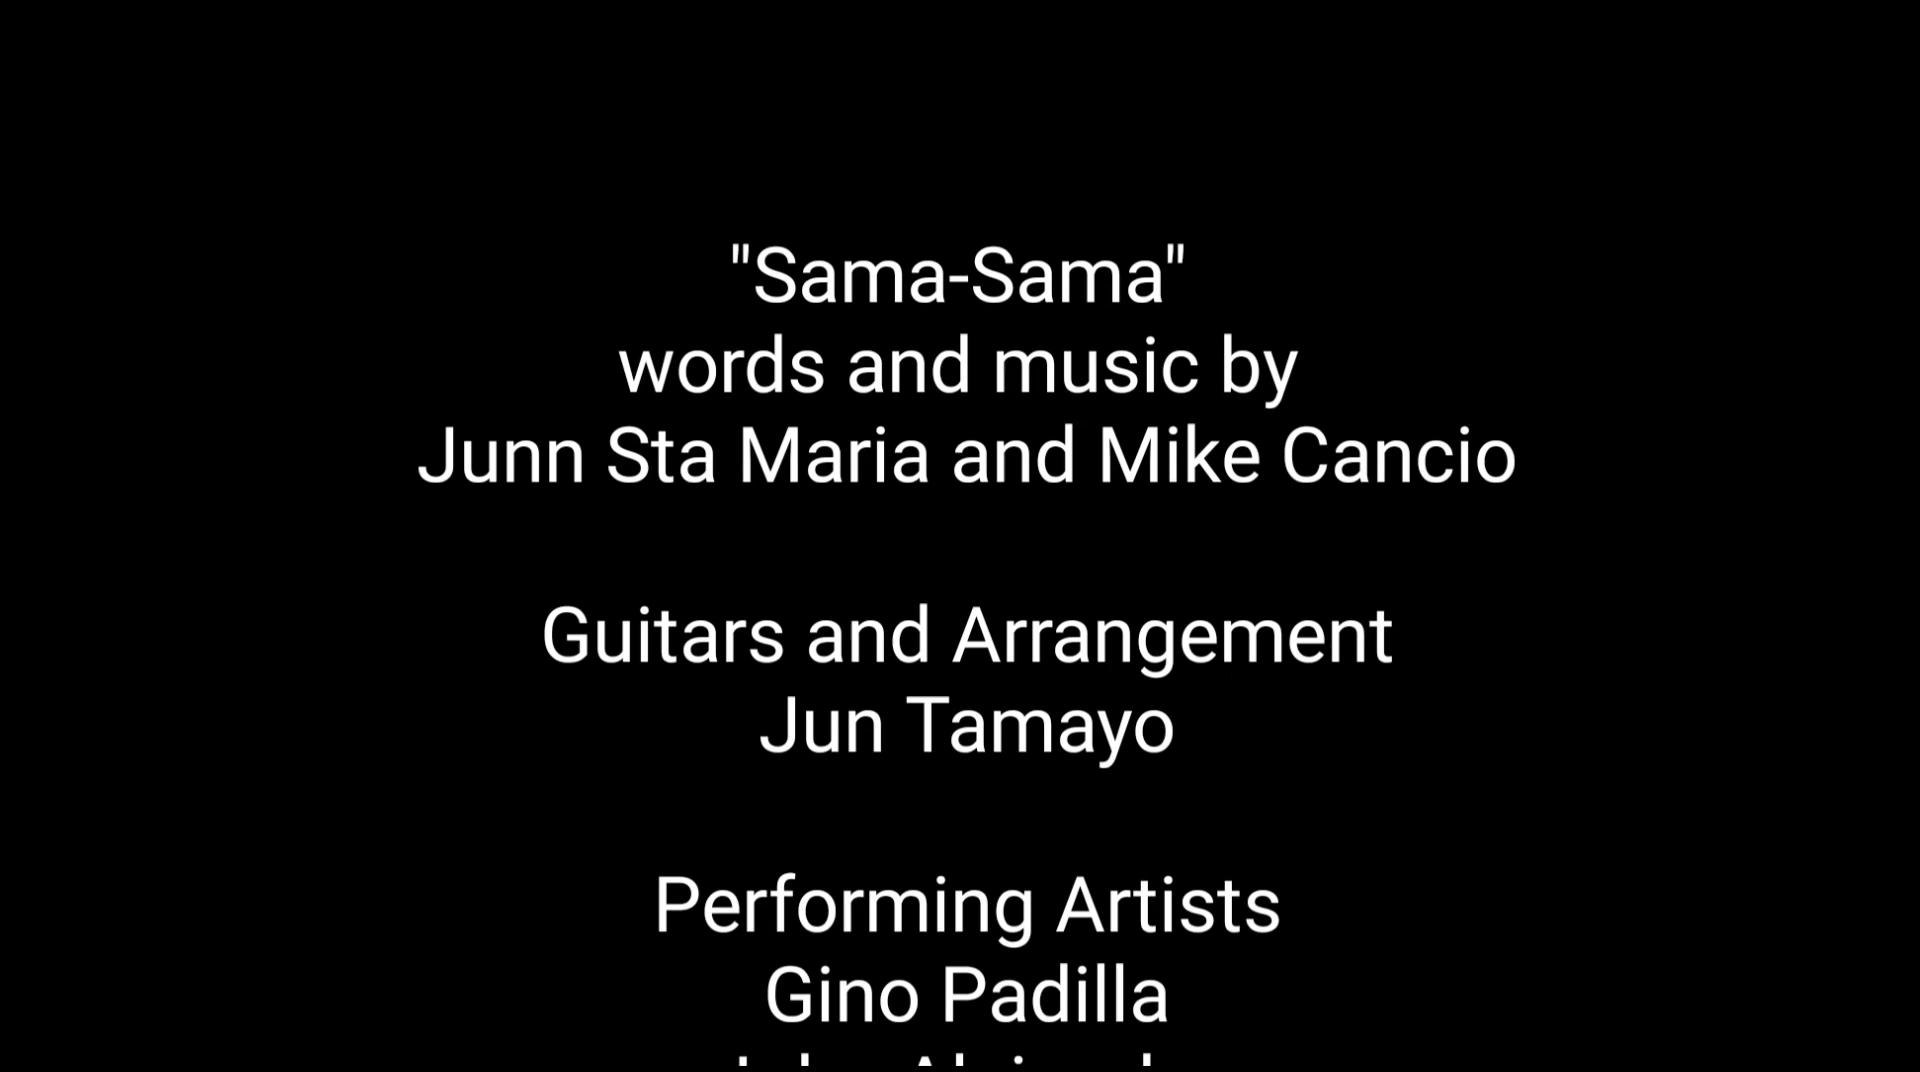 "Sama-Sama"
words and music by
Junn Sta Maria and Mike Cancio
Guitars and Arrangement
Jun Tamayo
Performing Artists
Gino Padilla